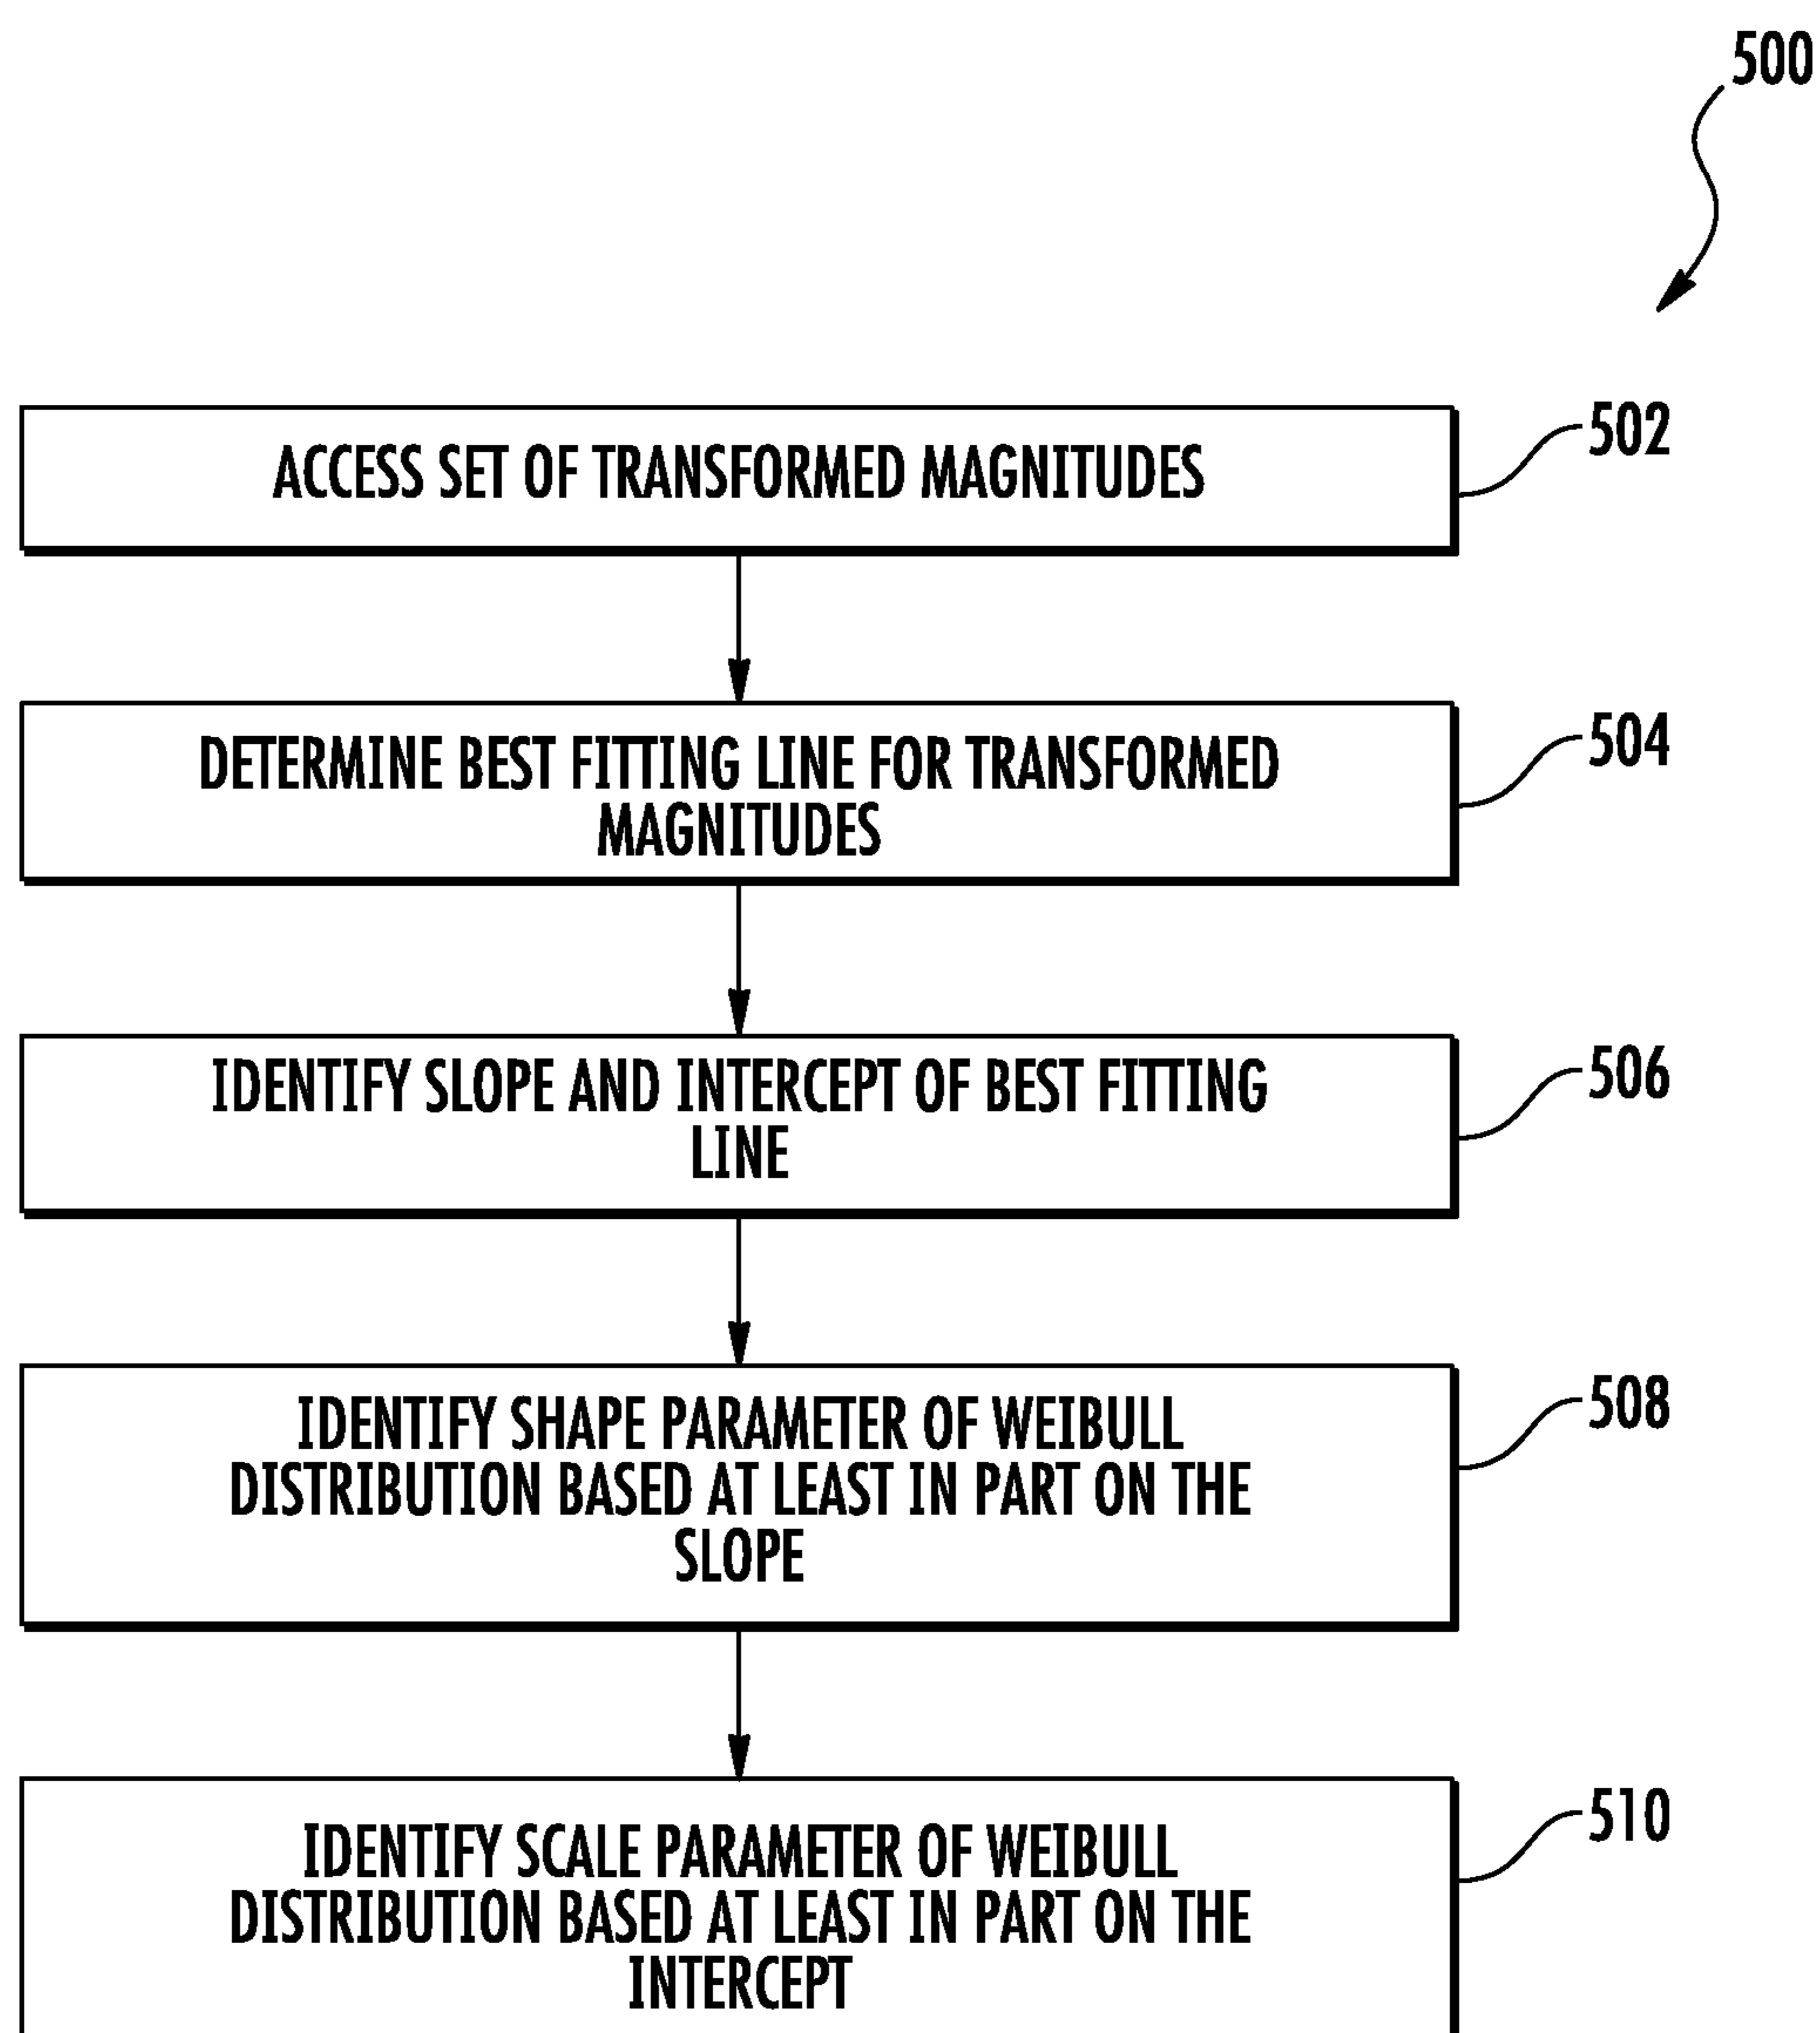 500
ACCESS SET OF TRANSFORMED MAGNITUDES
502
DETERMINE BEST FITTING LINE FOR TRANSFORMED
MAGNITUDES
504
IDENTIFY SLOPE AND INTERCEPT OF BEST FITTING
LINE
506
IDENTIFY SHAPE PARAMETER OF WEIBULL
DISTRIBUTION BASED AT LEAST IN PART ON THE
SLOPE
508
IDENTIFY SCALE PARAMETER OF WEIBULL
DISTRIBUTION BASED AT LEAST IN PART ON THE
INTERCEPT
510